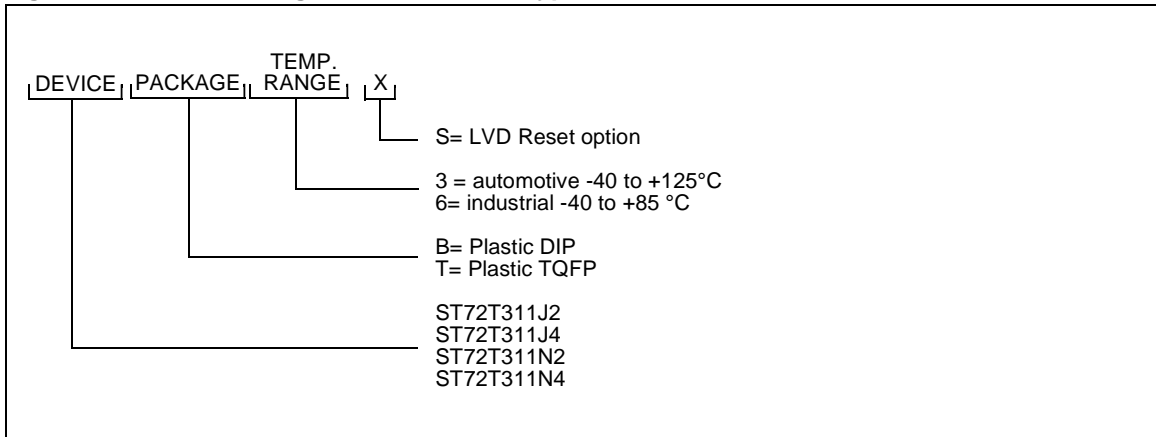 TEMP.
DEVICE PACKAGE RANGE X
S= LVD Reset option
3 = automotive -40 to +125°C
6= industrial -40 to +85 °C
B= Plastic DIP
T= Plastic TQFP
ST72T311J2
ST72T311J4
ST72T311N2
ST72T311N4